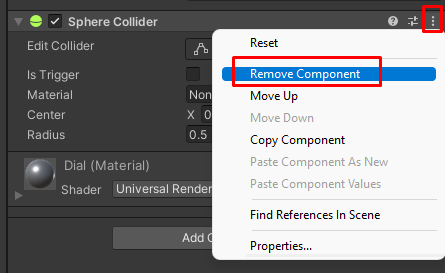 Sphere Collider
Edit Collider
Is Trigger
Material
Non
Center
X 0
Radius
0.5
Dial (Material)
Shader
Universal Render
Add C
Reset
Remove Component
Move Up
Move Down
Copy Component
Paste Component As New
Paste Component Values
Find References In Scene
Properties...